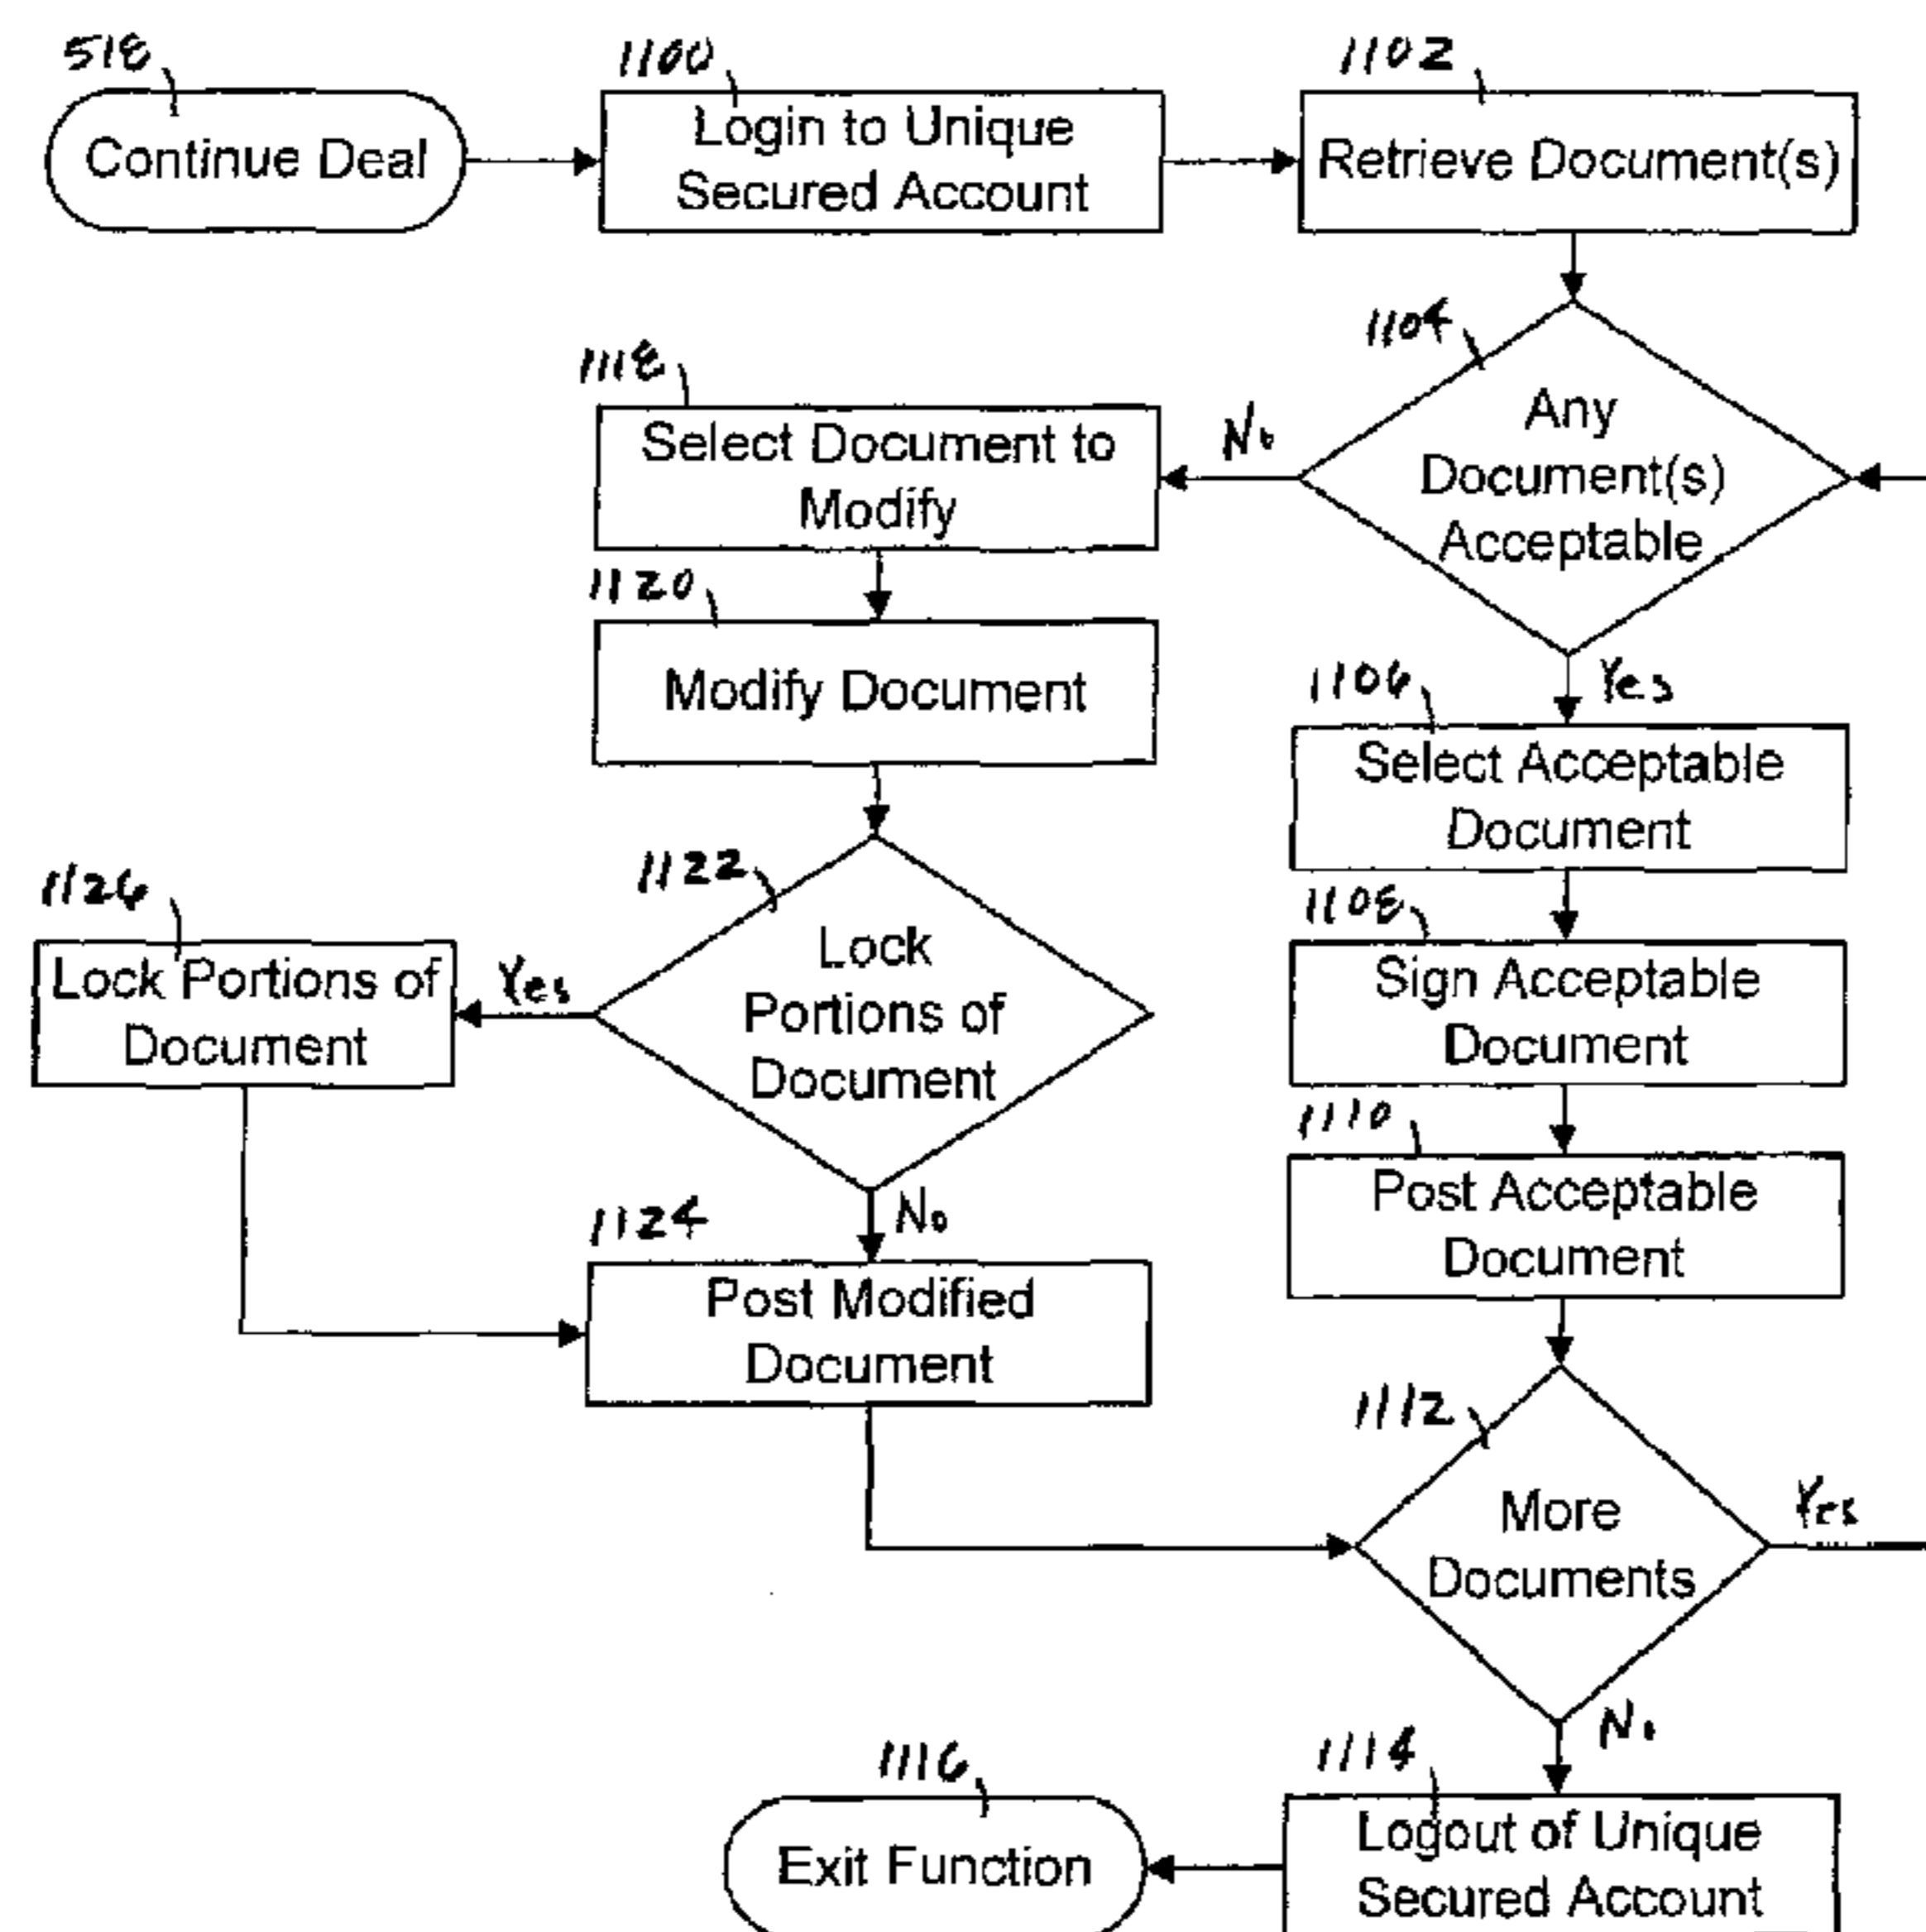 518
Continue Deal
1100
Login to Unique
Secured Account
1102
Retrieve Document(s)
1104
Any
Document(s)
Acceptable
No
Yes
1118
Select Document to
Modify
1120
Modify Document
1122
Lock
Portions of
Document
Yes
No
1126
Lock Portions of
Document
1124
Post Modified
Document
1106
Select Acceptable
Document
1108
Sign Acceptable
Document
1110
Post Acceptable
Document
1112
More
Documents
Yes
No
1114
Logout of Unique
Secured Account
1116
Exit Function